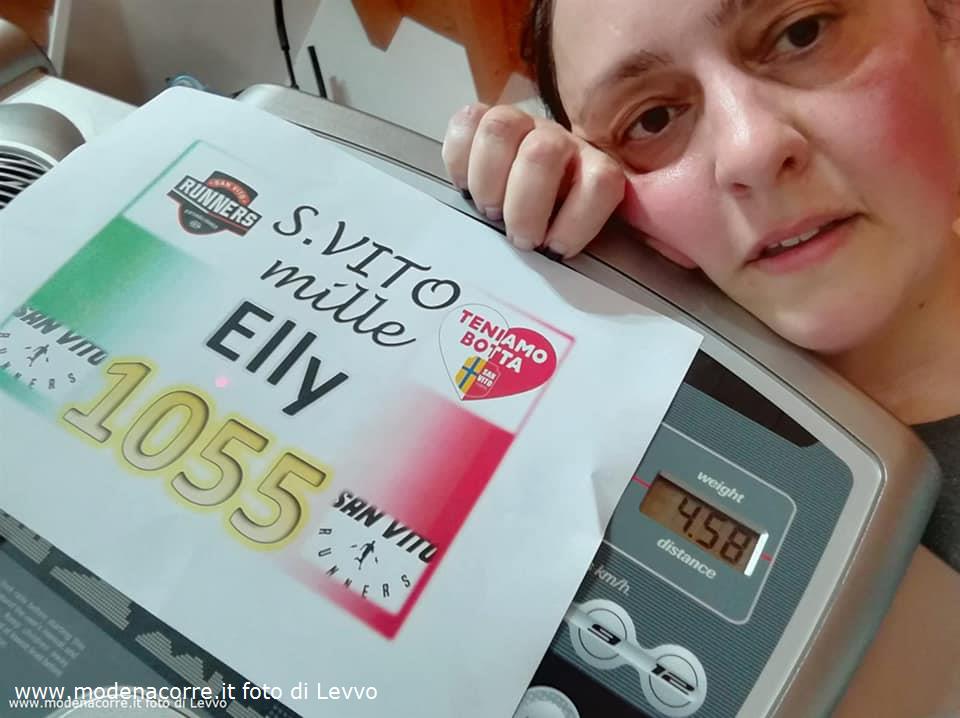 SAN VITO
RUNNERS
S.VITO
mille
Elly
1055
TENIAMO
BOTTA
SAN
VITO
SAN VITO
RUNNERS
SAN VITO
RUNNERS
weight
4.58
distance
km/h
9 12
www.modenacorre.it foto di Levvo
www.modenacorre.it foto di Levvo